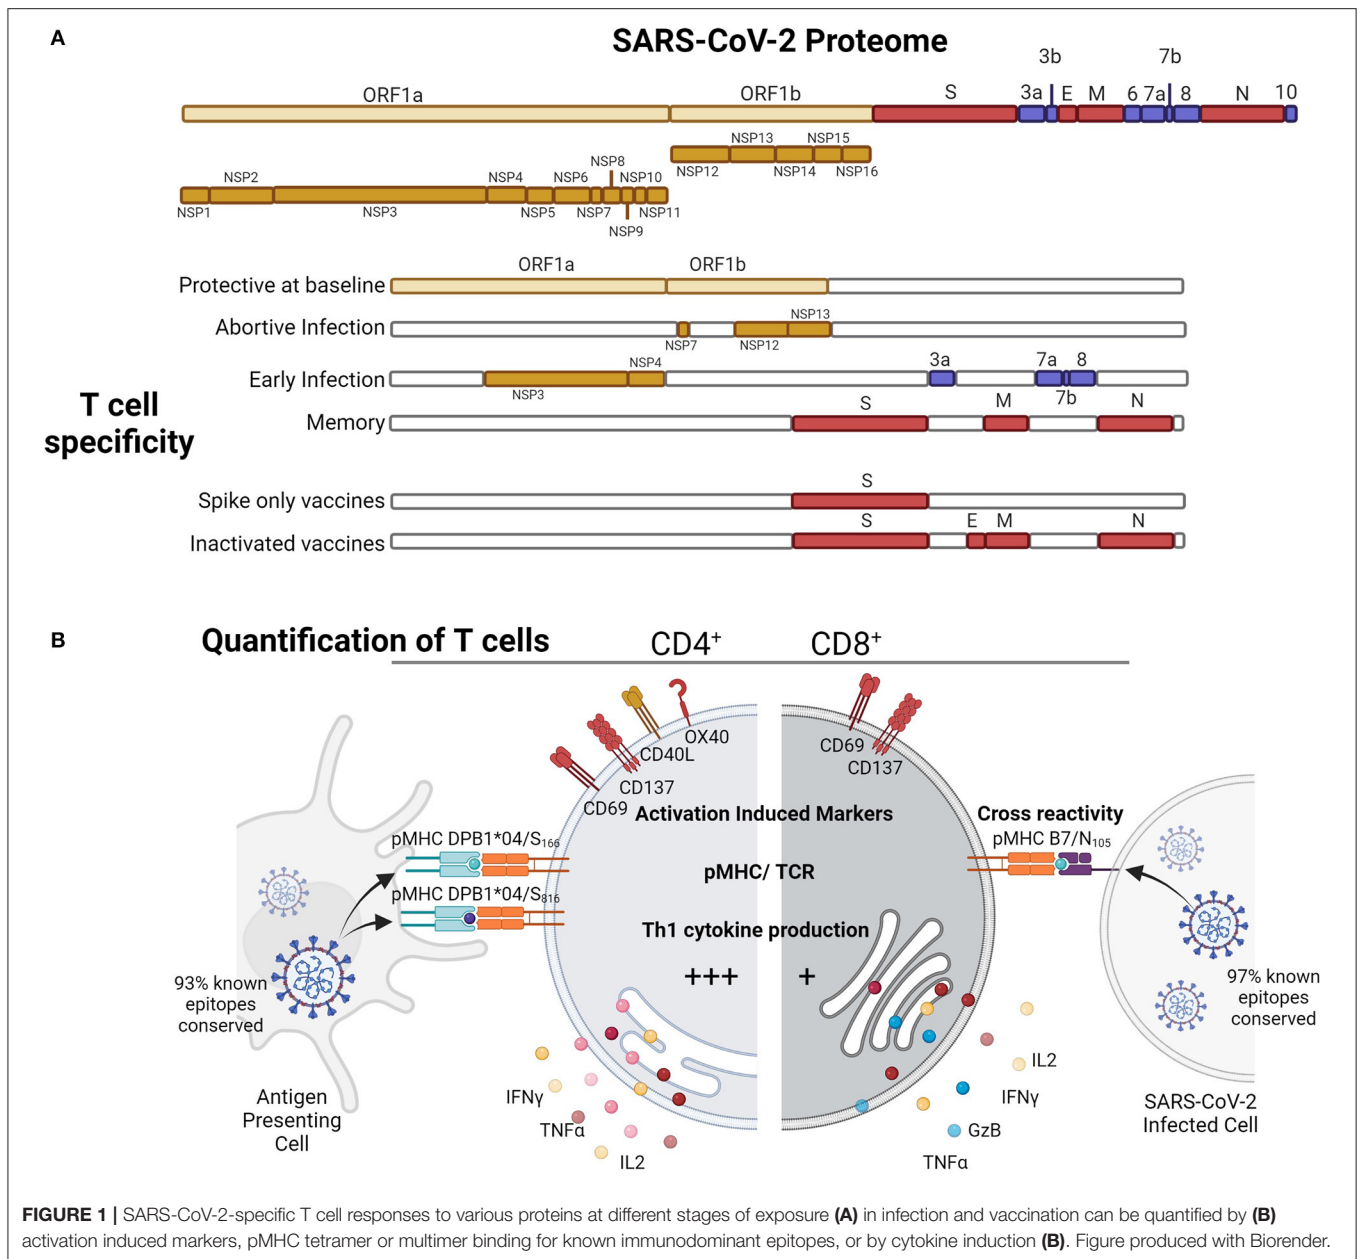 A
SARS-CoV-2 Proteome
3b 7b
ORF1a ORF1b S 3a E M 6 7a 8 N 10
NSP13 NSP15
NSP12 NSP14 NSP16
NSP8
NSP2 NSP4 NSP6 NSP10
NSP1 NSP3 NSP5 NSP7 NSP11
NSP9
T cell
specificity
ORF1a ORF1b
Protective at baseline
NSP13
Abortive Infection
NSP7 NSP12
NSP4 3a 7a 8
Early Infection
NSP3 7b
S M N
Memory
S
Spike only vaccines
S E M N
Inactivated vaccines
B
Quantification of T cells CD4+ CD8+
OX40
CD40L
CD137
CD69
CD69
CD137
Activation Induced Markers
Cross reactivity
pMHC DPB1*04/S166
pMHC B7/N105
pMHC/ TCR
pMHC DPB1*04/S816
Th1 cytokine production
+++ +
93% known
epitopes
conserved
97% known
epitopes
conserved
Antigen
Presenting
Cell
IFNγ
TNFα
IL2
IL2
IFNγ
GzB
TNFα
SARS-CoV-2
Infected Cell
FIGURE 1 | SARS-CoV-2-specific T cell responses to various proteins at different stages of exposure (A) in infection and vaccination can be quantified by (B)
activation induced markers, pMHC tetramer or multimer binding for known immunodominant epitopes, or by cytokine induction (B). Figure produced with Biorender.